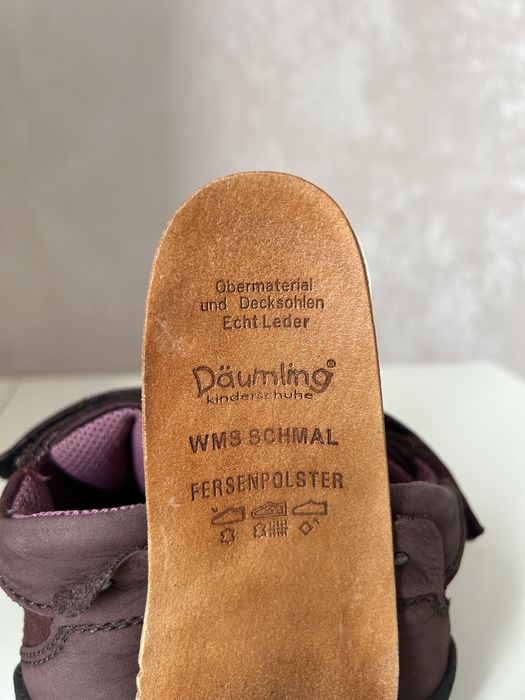 Obermaterial
und Decksohlen
Echt Leder
Däumling®
kinderschuhe
WMS SCHMAL
FERSENPOLSTER